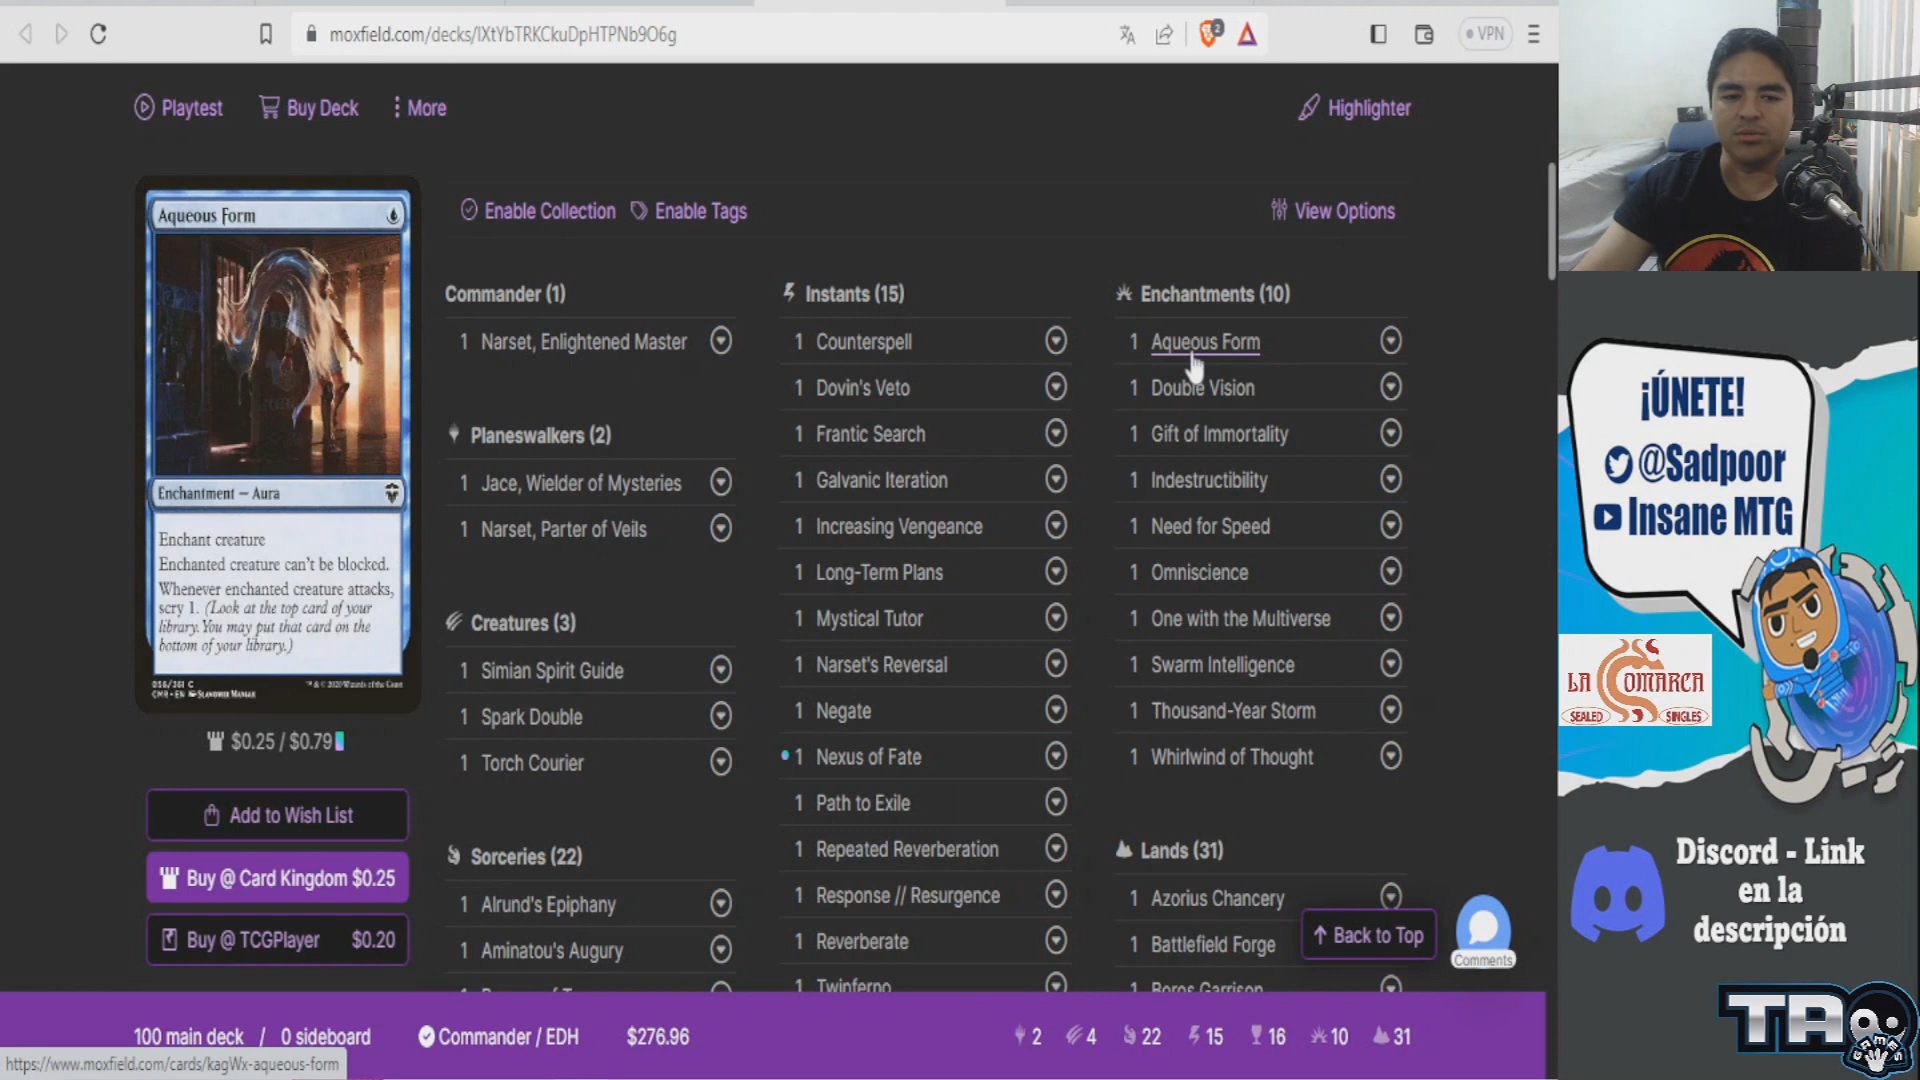 moxfield.com/decks/lXtYbTRKCkuDpHTPNb9O6g
2
VPN
Playtest
Buy Deck
More
Highlighter
Enable Collection
Enable Tags
View Options
Aqueous Form
Enchantment — Aura
Enchant creature
Enchanted creature can't be blocked.
Whenever enchanted creature attacks,
scry 1. (Look at the top card of your
library. You may put that card on the
bottom of your library.)
056/361 C
CMR • EN
$0.25 / $0.79
Add to Wish List
Buy @ Card Kingdom $0.25
Buy @ TCGPlayer $0.20
Commander (1)
1 Narset, Enlightened Master
Planeswalkers (2)
1 Jace, Wielder of Mysteries
1 Narset, Parter of Veils
Creatures (3)
1 Simian Spirit Guide
1 Spark Double
1 Torch Courier
Sorceries (22)
1 Alrund's Epiphany
1 Aminatou's Augury
Instants (15)
1 Counterspell
1 Dovin's Veto
1 Frantic Search
1 Galvanic Iteration
1 Increasing Vengeance
1 Long-Term Plans
1 Mystical Tutor
1 Narset's Reversal
1 Negate
1 Nexus of Fate
1 Path to Exile
1 Repeated Reverberation
1 Response // Resurgence
1 Reverberate
Twinferno
Enchantments (10)
1 Aqueous Form
1 Double Vision
1 Gift of Immortality
1 Indestructibility
1 Need for Speed
1 Omniscience
1 One with the Multiverse
1 Swarm Intelligence
1 Thousand-Year Storm
1 Whirlwind of Thought
Lands (31)
1 Azorius Chancery
1 Battlefield Forge
Boros Garrison
Back to Top
Comments
100 main deck / 0 sideboard
Commander / EDH
$276.96
2 4 22 15 16 10 31
https://www.moxfield.com/cards/kagWx-aqueous-form
¡ÚNETE!
@Sadpoor
Insane MTG
LA COMARCA
SEALED SINGLES
Discord - Link
en la
descripción
TAO
GAMES